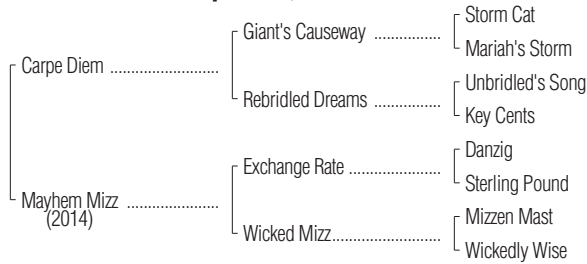 Storm Cat
Giant's Causeway ..................
Mariah's Storm
Carpe Diem ........................
Unbridled's Song
Rebridled Dreams ..................
Key Cents
Danzig
Exchange Rate .....................
Sterling Pound
Mayhem Mizz ....................
(2014)
Mizzen Mast
Wicked Mizz........................
Wickedly Wise